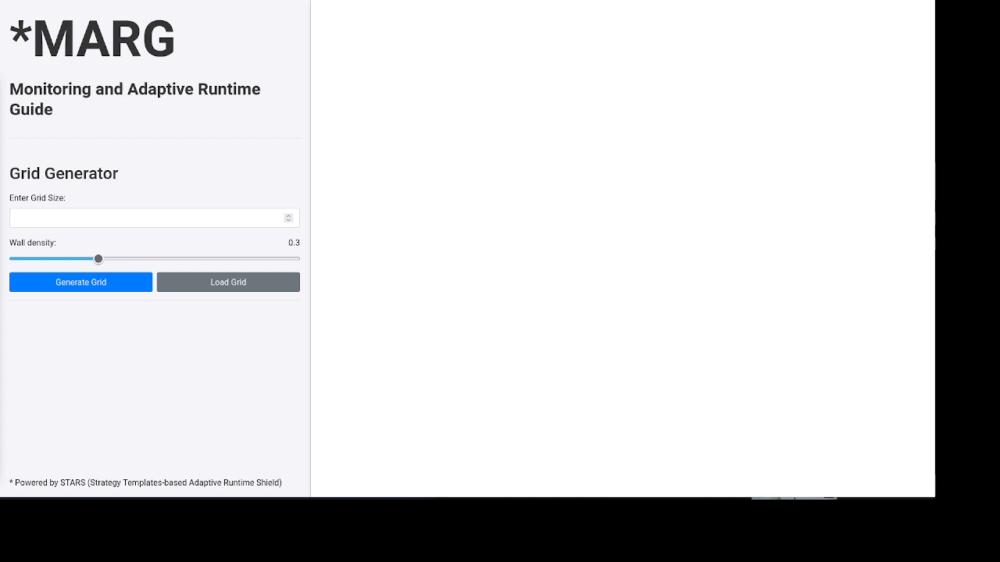 *MARG
Monitoring and Adaptive Runtime
Guide
Grid Generator
Enter Grid Size:
Wall density: 0.3
Generate Grid Load Grid
* Powered by STARS (Strategy Templates-based Adaptive Runtime Shield)